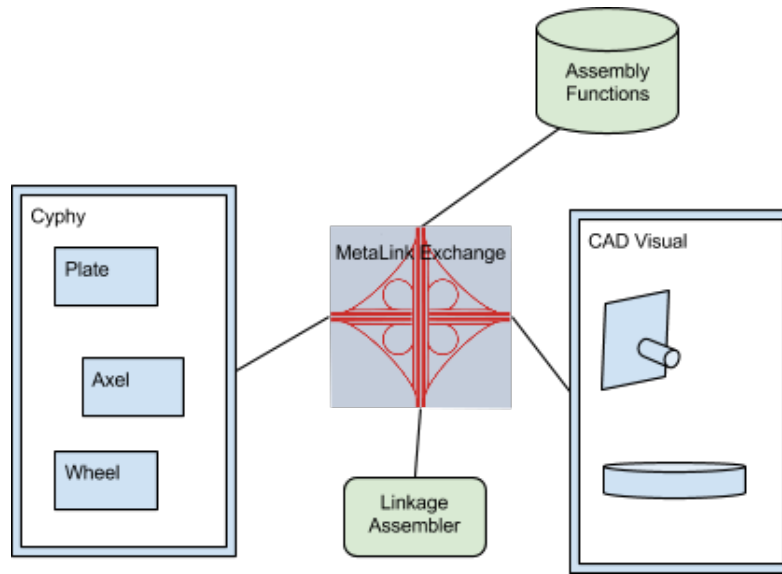 Assembly
Functions
Cyphy
Plate
Axel
Wheel
MetaLink Exchange
CAD Visual
Linkage
Assembler